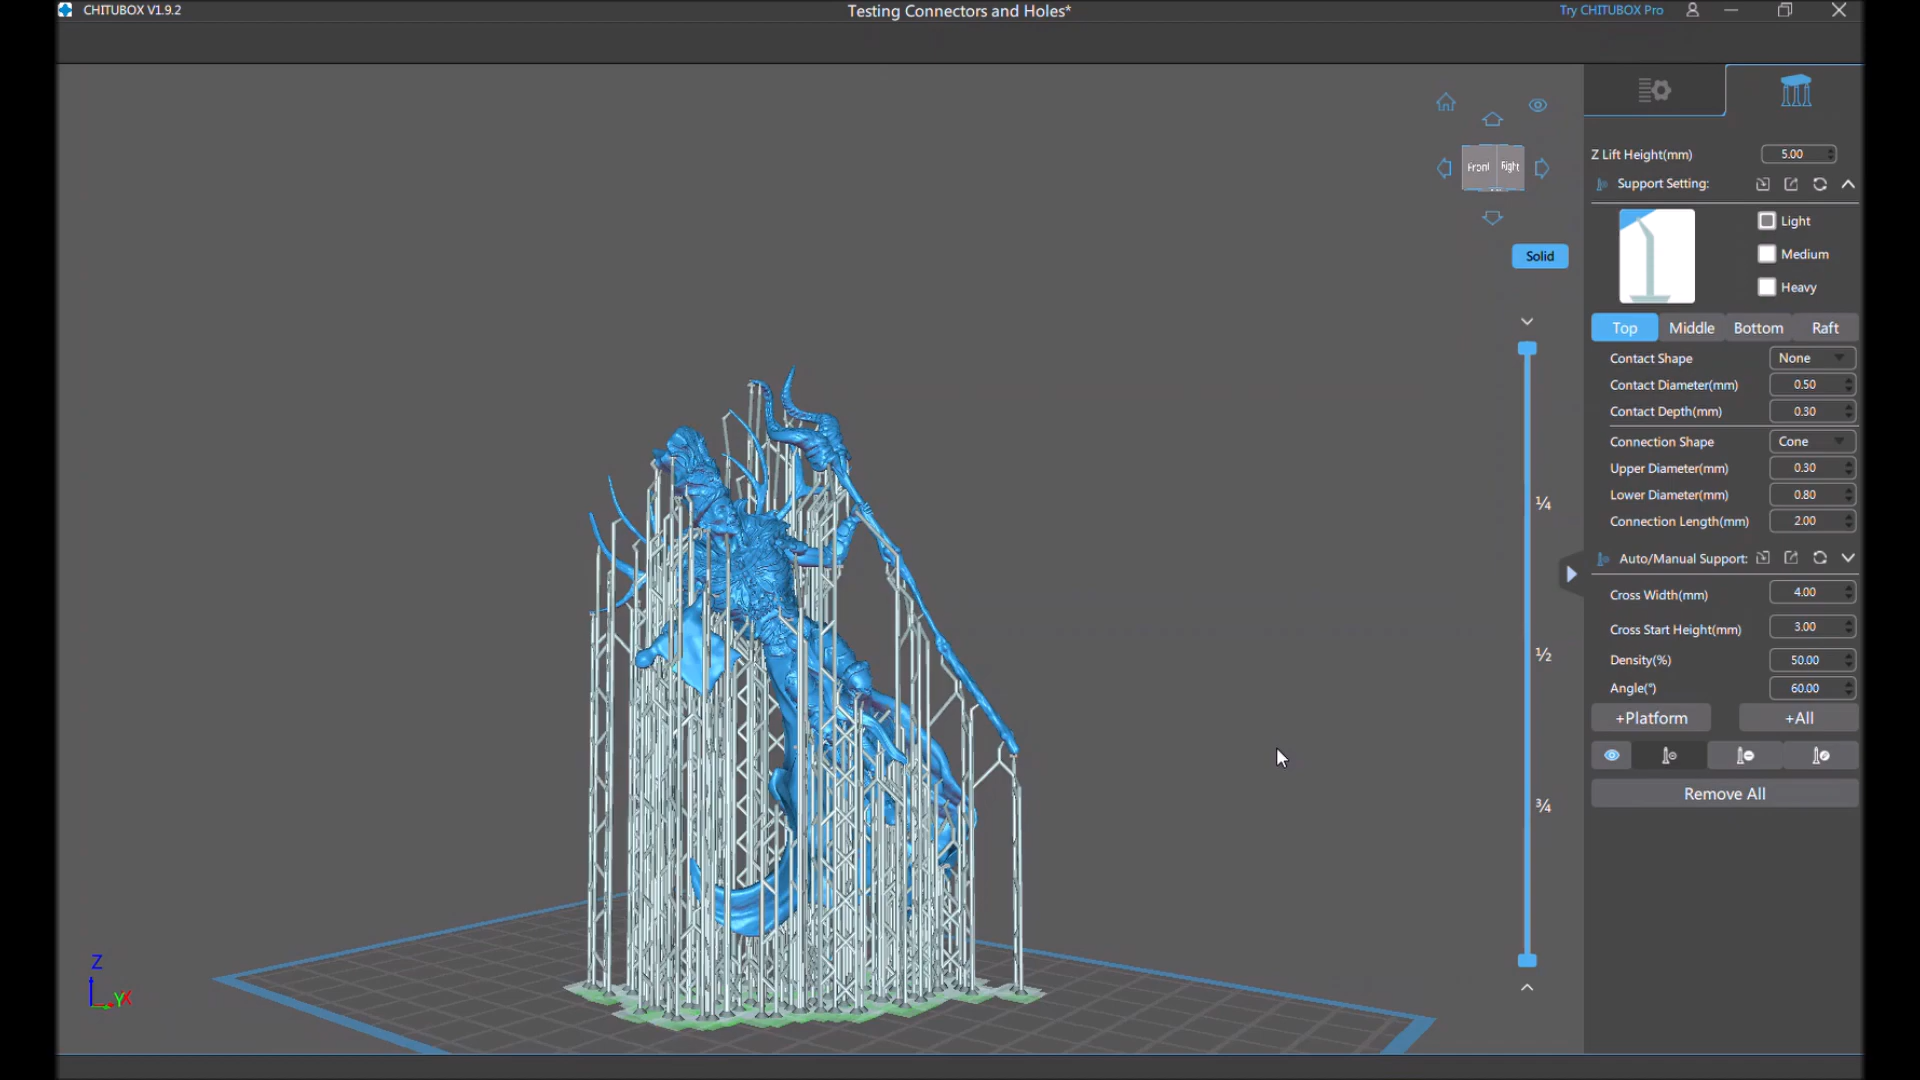 CHITUBOX V1.9.2
Testing Connectors and Holes*
Try CHITUBOX Pro
Front
Right
Solid
¼
½
¾
Z
Y
X
Z Lift Height(mm) 5.00
Support Setting:
Light
Medium
Heavy
Top Middle Bottom Raft
Contact Shape None
Contact Diameter(mm) 0.50
Contact Depth(mm) 0.30
Connection Shape Cone
Upper Diameter(mm) 0.30
Lower Diameter(mm) 0.80
Connection Length(mm) 2.00
Auto/Manual Support:
Cross Width(mm) 4.00
Cross Start Height(mm) 3.00
Density(%) 50.00
Angle(°) 60.00
+Platform +All
Remove All